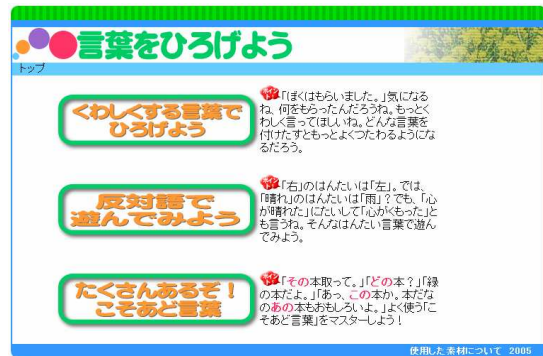 言葉をひろげよう
トップ
くわしくする言葉で
ひろげよう
ポイント「ぼくはもらいました。」気になる
ね、何をもらったんだろうね。もっとく
わしく言ってほしいね。どんな言葉を
付けたすともっとよくつたわるようにな
るだろう。
反対語で
遊んでみよう
ポイント「右」のはんたいは「左」。では、
「晴れ」のはんたいは「雨」？でも、「心
が晴れた」にたいして「心がくもった」と
も言うね。そんなはんたい言葉で遊ん
でみよう。
たくさんあるぞ！
こそあど言葉
ポイント「その本取って。」「どの本？」「緑
の本だよ。」「あっ、この本か。本だな
のあの本もおもしろいよ。」よく使う「こ
そあど言葉」をマスターしよう！
使用した素材について 2005